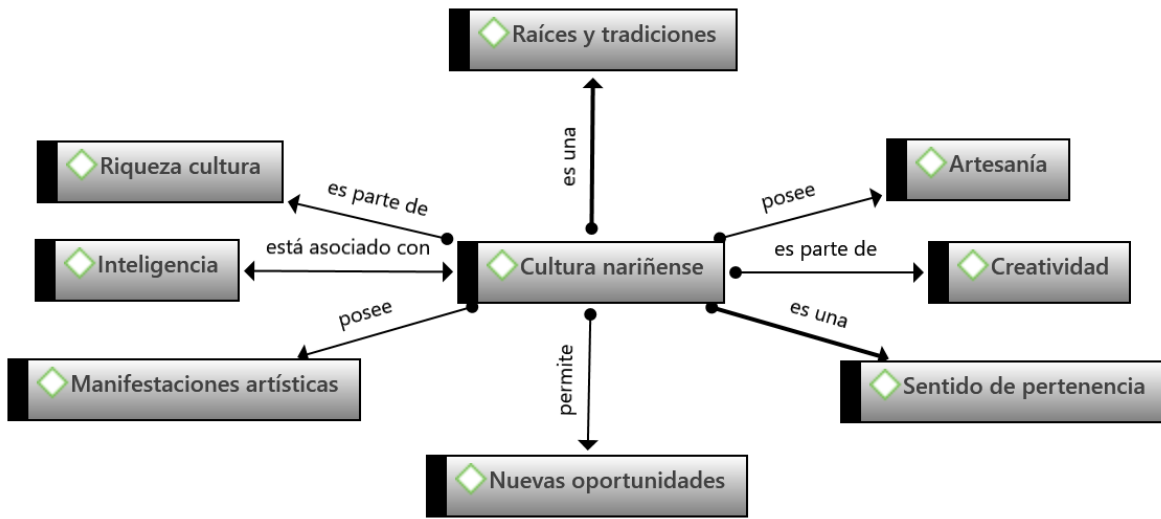 Raíces y tradiciones
es una
Riqueza cultura
es parte de
posee
Artesanía
Inteligencia
está asociado con
Cultura nariñense
es parte de
Creatividad
posee
permite
es una
Manifestaciones artísticas
Sentido de pertenencia
Nuevas oportunidades